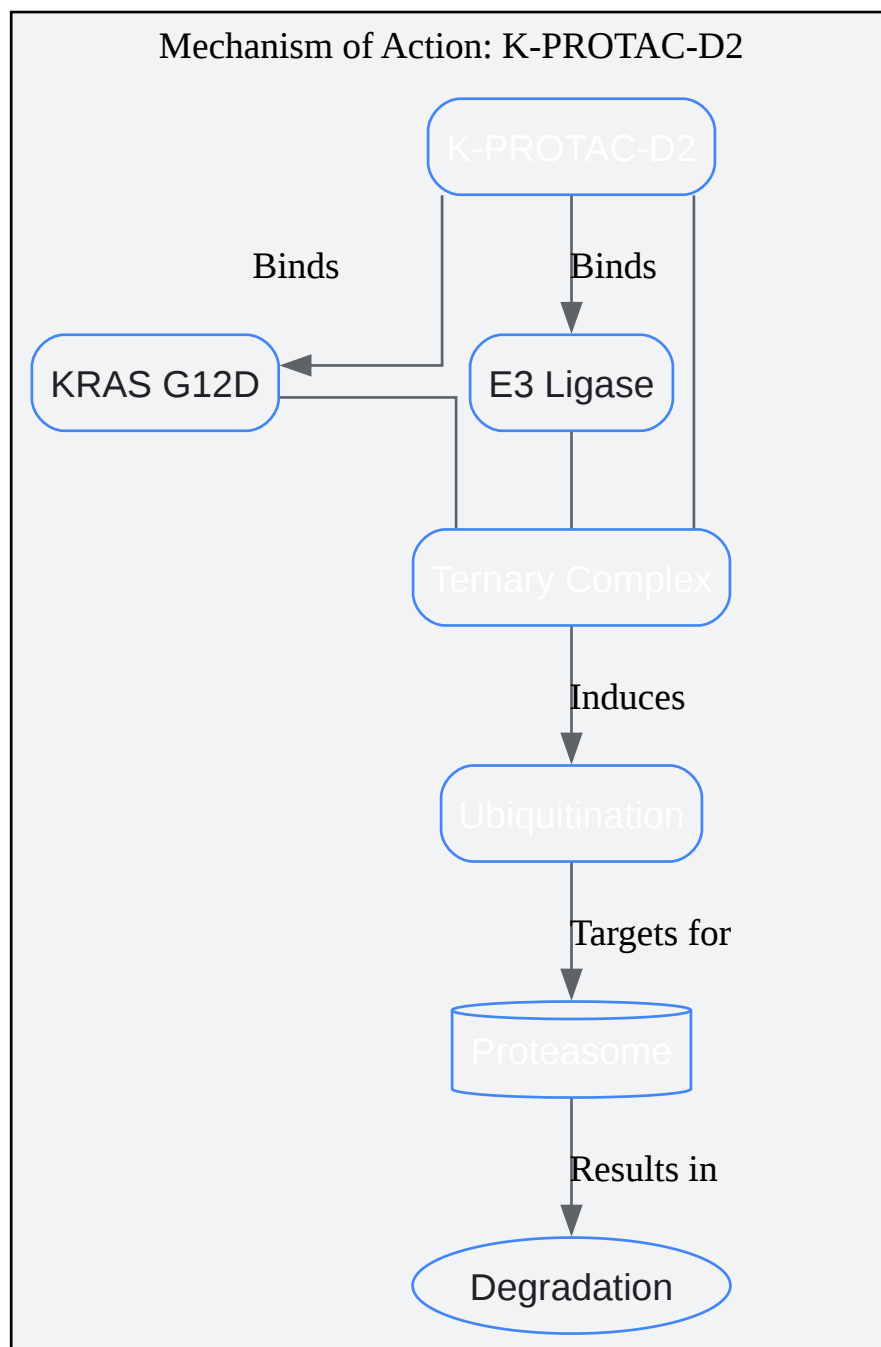 Mechanism of Action: K-PROTAC-D2
K-PROTAC-D2
Binds
Binds
KRAS G12D
E3 Ligase
Ternary Complex
Induces
Ubiquitination
Targets for
Proteasome
Results in
Degradation